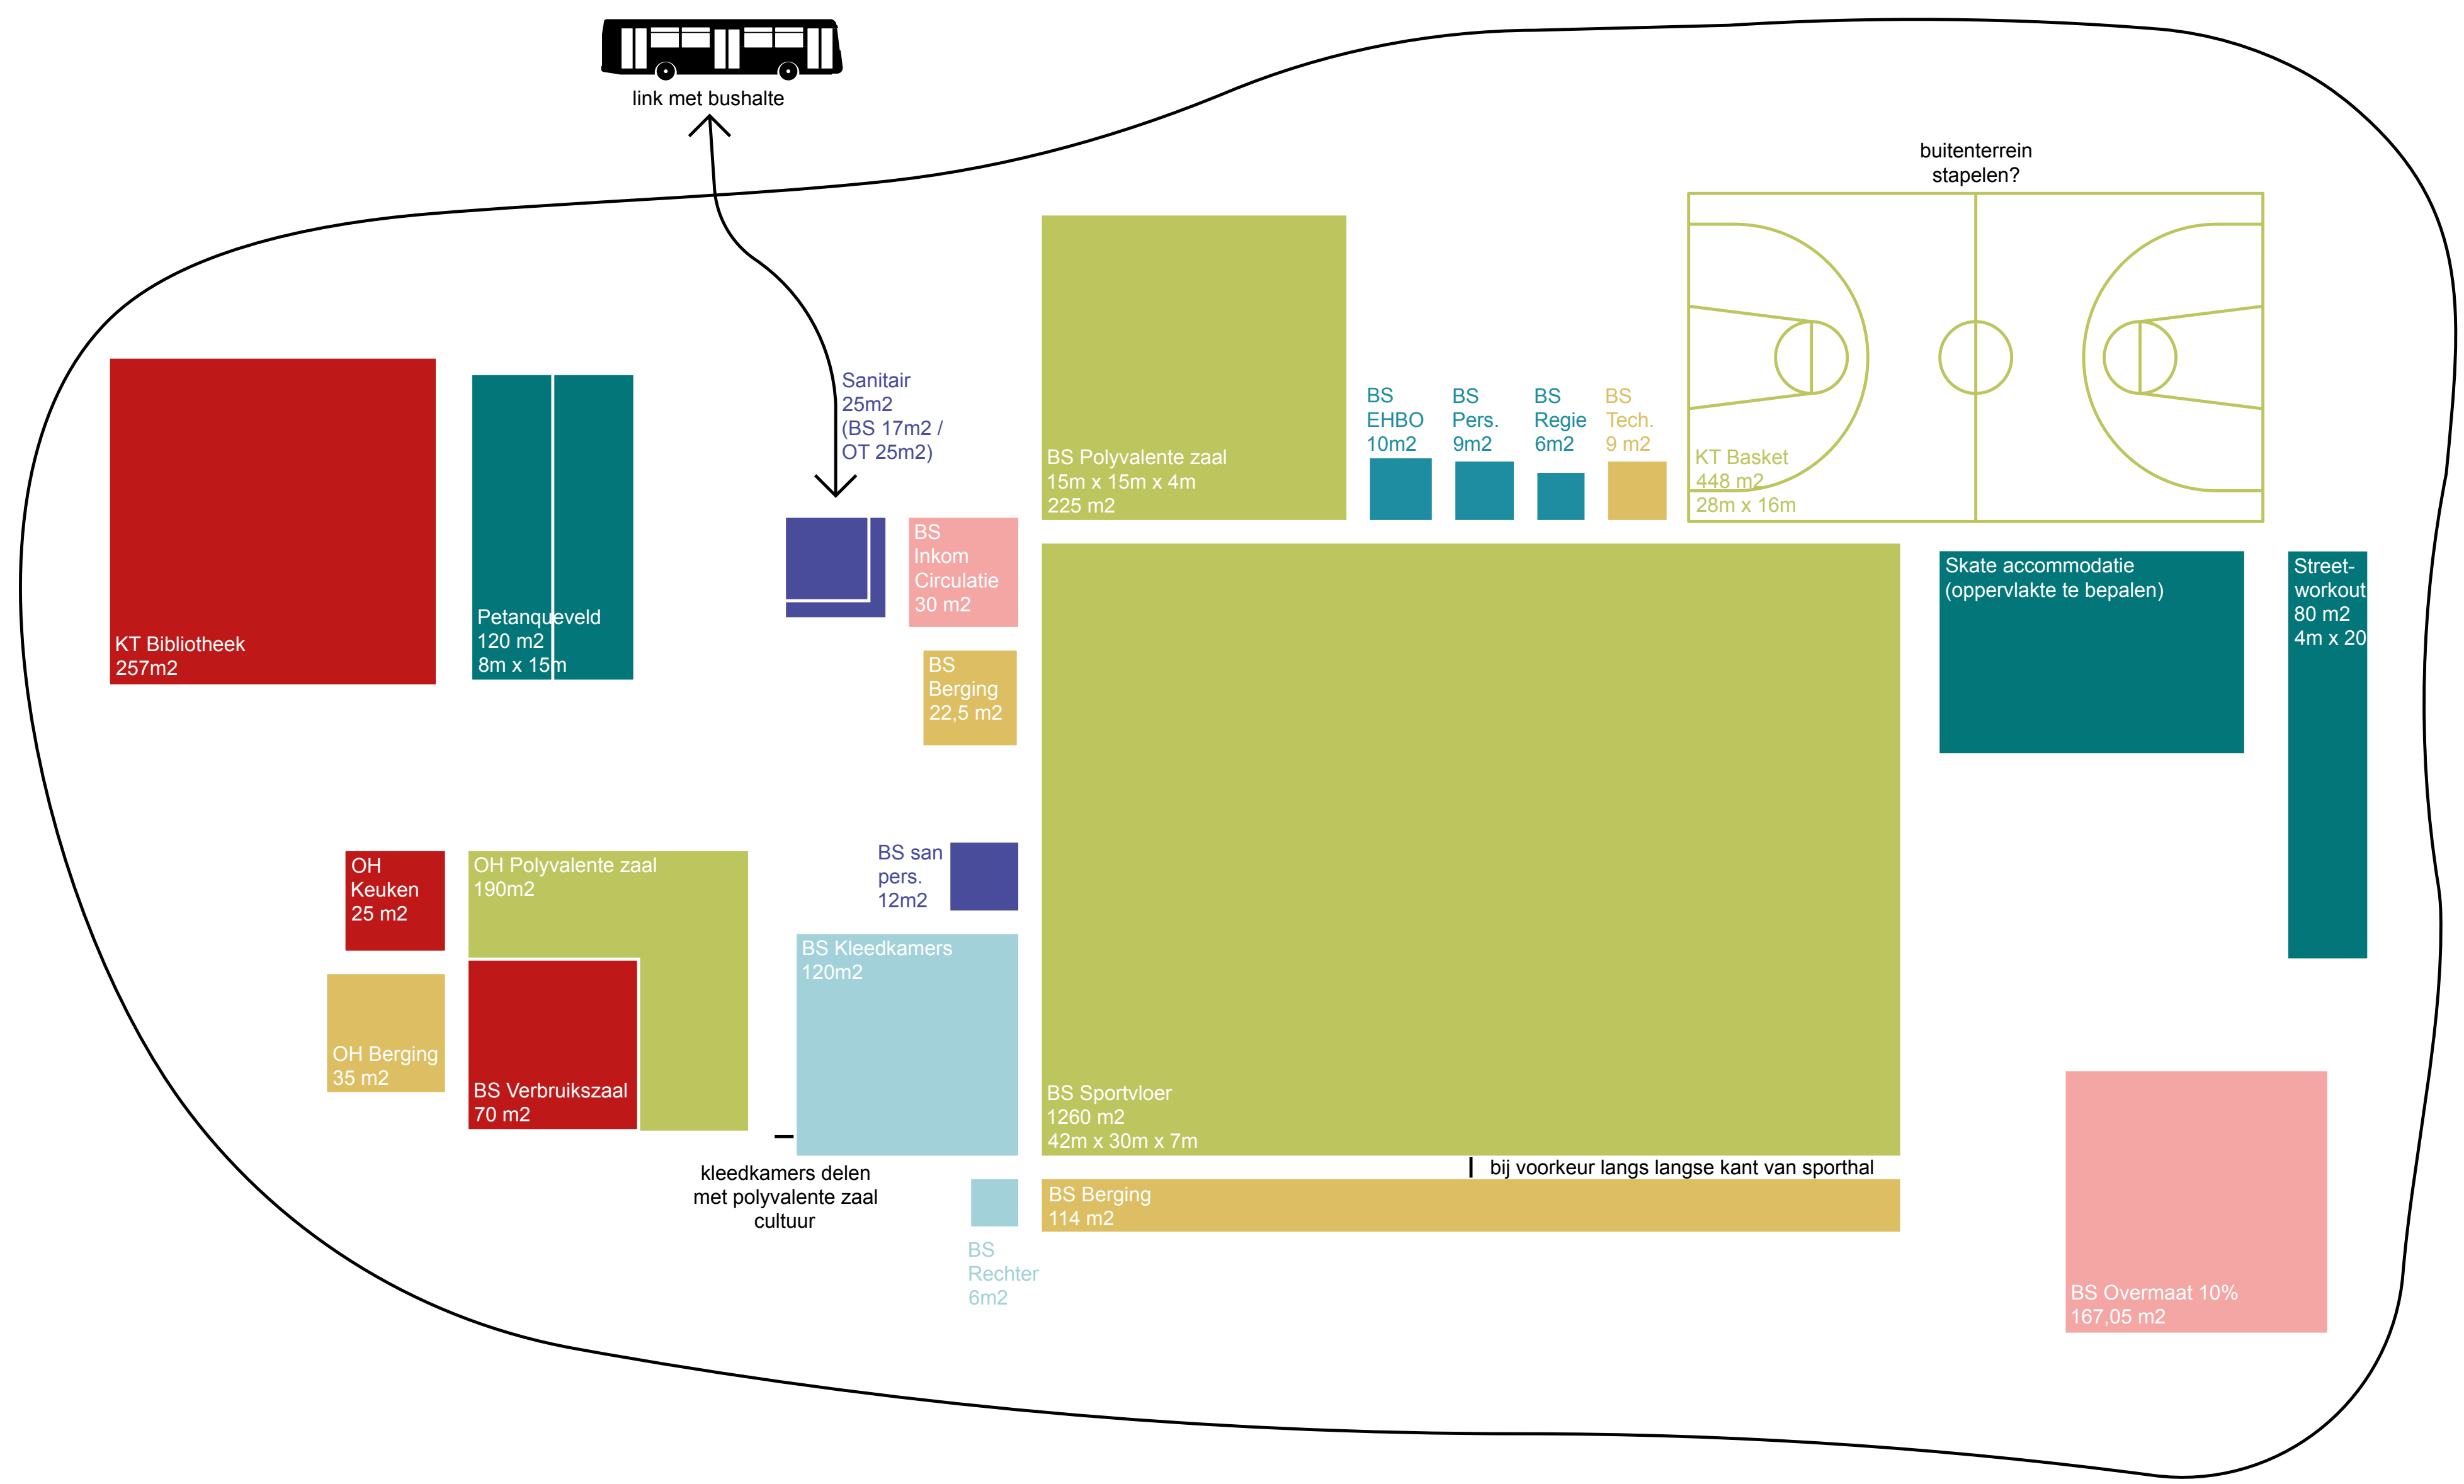 link met bushalte
buitenterrein
stapelen?
Sanitair
25m2
(BS 17m2 /
OT 25m2)
BS Polyvalente zaal
15m x 15m x 4m
225 m2
BS
EHBO
10m2
BS
Pers.
9m2
BS
Regie
6m2
BS
Tech.
9 m2
KT Basket
448 m2
28m x 16m
KT Bibliotheek
257m2
Petanqueveld
120 m2
8m x 15m
BS
Inkom
Circulatie
30 m2
BS
Berging
22,5 m2
Skate accommodatie
(oppervlakte te bepalen)
Street-
workout
80 m2
4m x 20
OH
Keuken
25 m2
OH Polyvalente zaal
190m2
BS san
pers.
12m2
BS Kleedkamers
120m2
OH Berging
35 m2
BS Verbruikszaal
70 m2
BS Sportvloer
1260 m2
42m x 30m x 7m
kleedkamers delen
met polyvalente zaal
cultuur
bij voorkeur langs langse kant van sporthal
BS Berging
114 m2
BS
Rechter
6m2
BS Overmaat 10%
167,05 m2